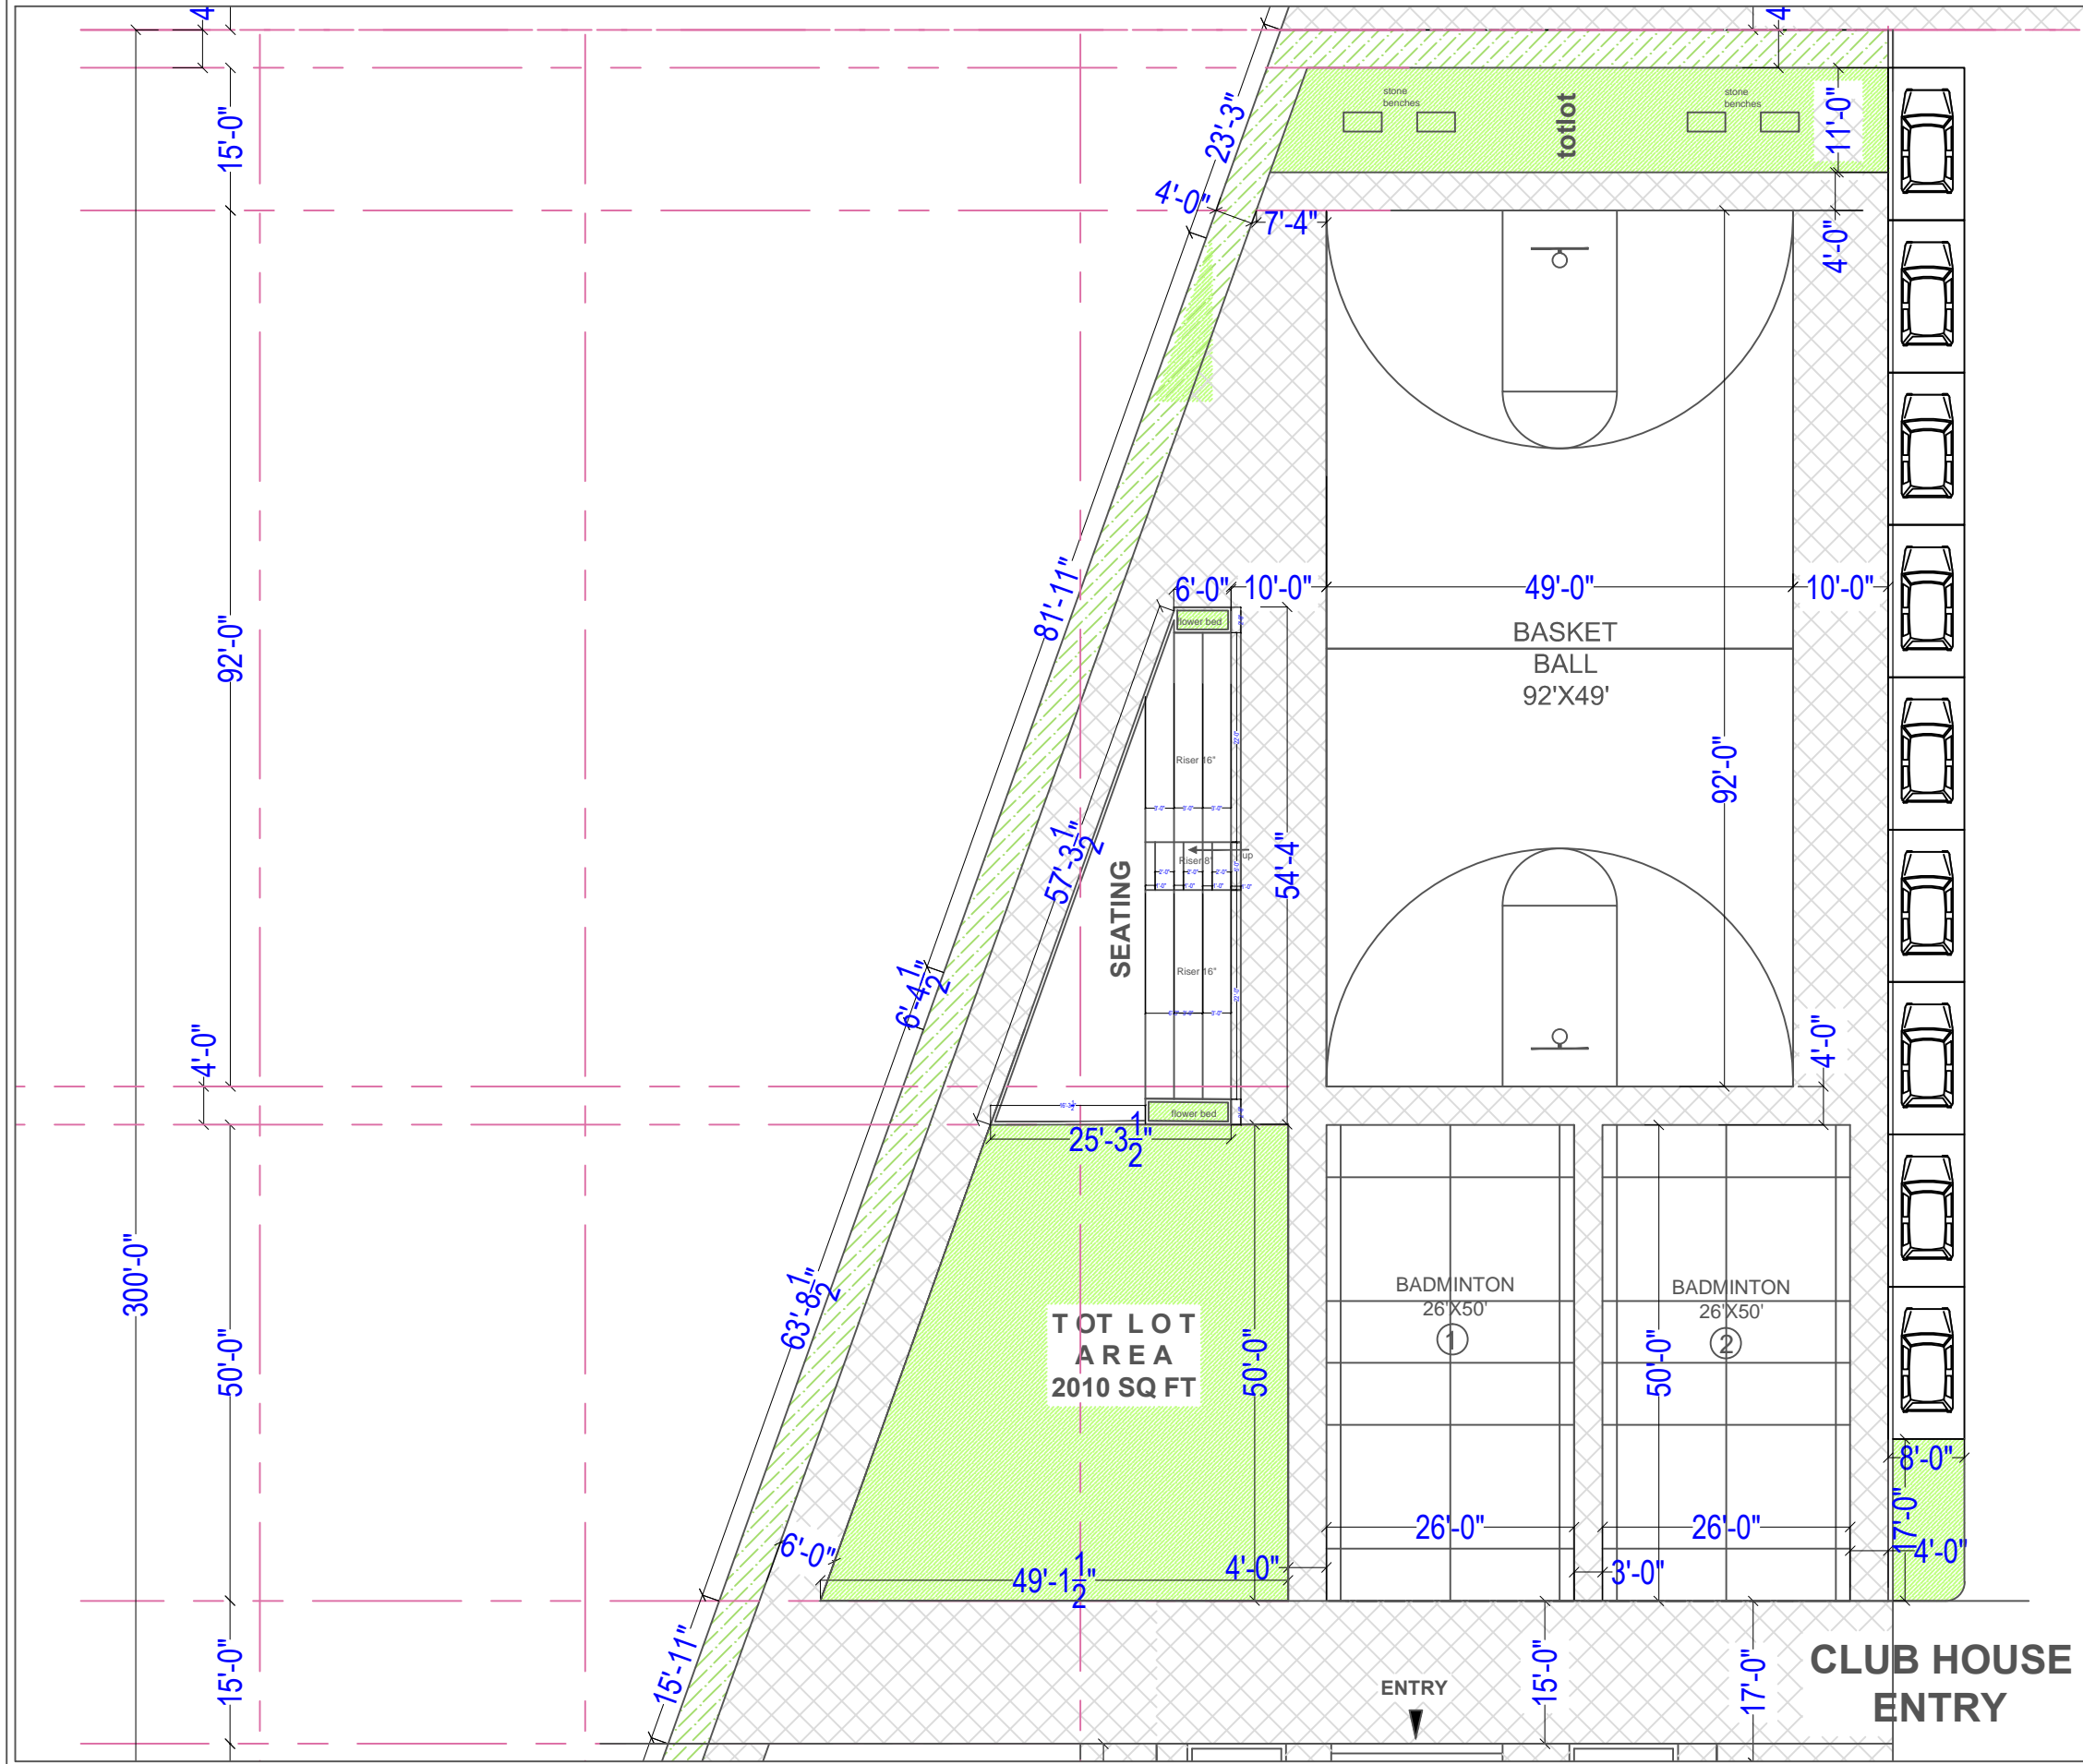 4
4
15'-0"
23'-3"
stone
benches
totlot
stone
benches
11'-0"
4'-0"
7'-4"
4'-0"
92'-0"
81'-11"
6'-0"
10'-0"
49'-0"
10'-0"
flower bed
BASKET
BALL
92'X49'
92'-0"
Riser 16"
57'-3 1/2"
SEATING
Riser 8"
up
54'-4"
Riser 16"
6'-4 1/2"
4'-0"
4'-0"
flower bed
25'-3 1/2"
300'-0"
63'-8 1/2"
50'-0"
TOT LOT
AREA
2010 SQ FT
50'-0"
BADMINTON
26'X50'
1
50'-0"
BADMINTON
26'X50'
2
8'-0"
17'-0"
4'-0"
6'-0"
49'-1 1/2"
4'-0"
26'-0"
3'-0"
26'-0"
15'-0"
15'-11"
ENTRY
15'-0"
17'-0"
CLUB HOUSE
ENTRY